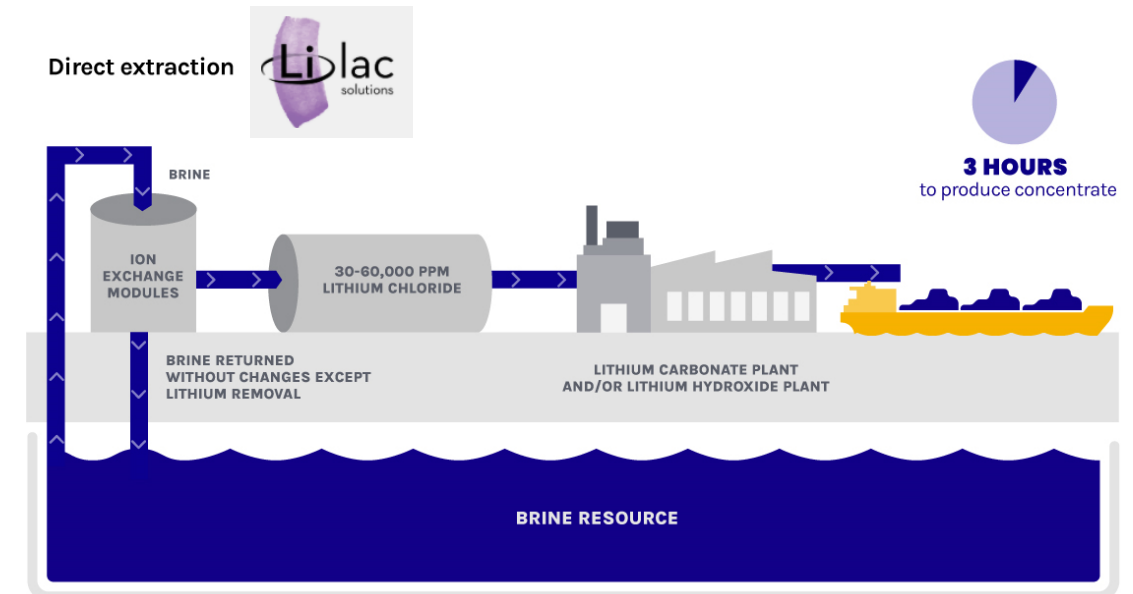 Direct extraction
Lilac
solutions
3 HOURS
to produce concentrate
BRINE
ION
EXCHANGE
MODULES
30-60,000 PPM
LITHIUM CHLORIDE
BRINE RETURNED
WITHOUT CHANGES EXCEPT
LITHIUM REMOVAL
LITHIUM CARBONATE PLANT
AND/OR LITHIUM HYDROXIDE PLANT
BRINE RESOURCE